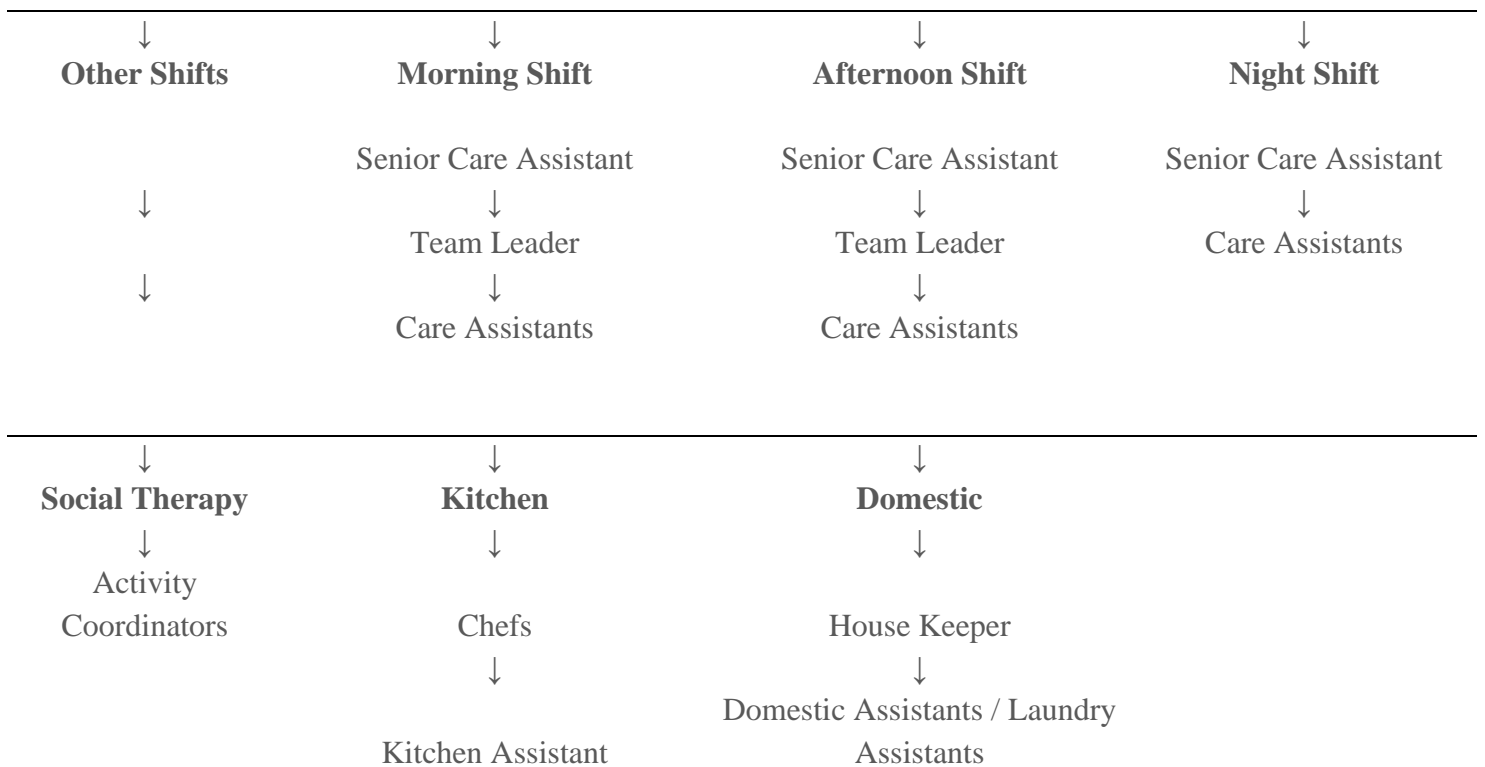 ↓ ↓ ↓ ↓
Other Shifts Morning Shift Afternoon Shift Night Shift
Senior Care Assistant Senior Care Assistant Senior Care Assistant
↓ ↓ ↓ ↓
Team Leader Team Leader Care Assistants
↓ ↓ ↓
Care Assistants Care Assistants
↓ ↓ ↓
Social Therapy Kitchen Domestic
↓ ↓ ↓
Activity
Coordinators Chefs House Keeper
↓ ↓
Domestic Assistants / Laundry
Kitchen Assistant Assistants